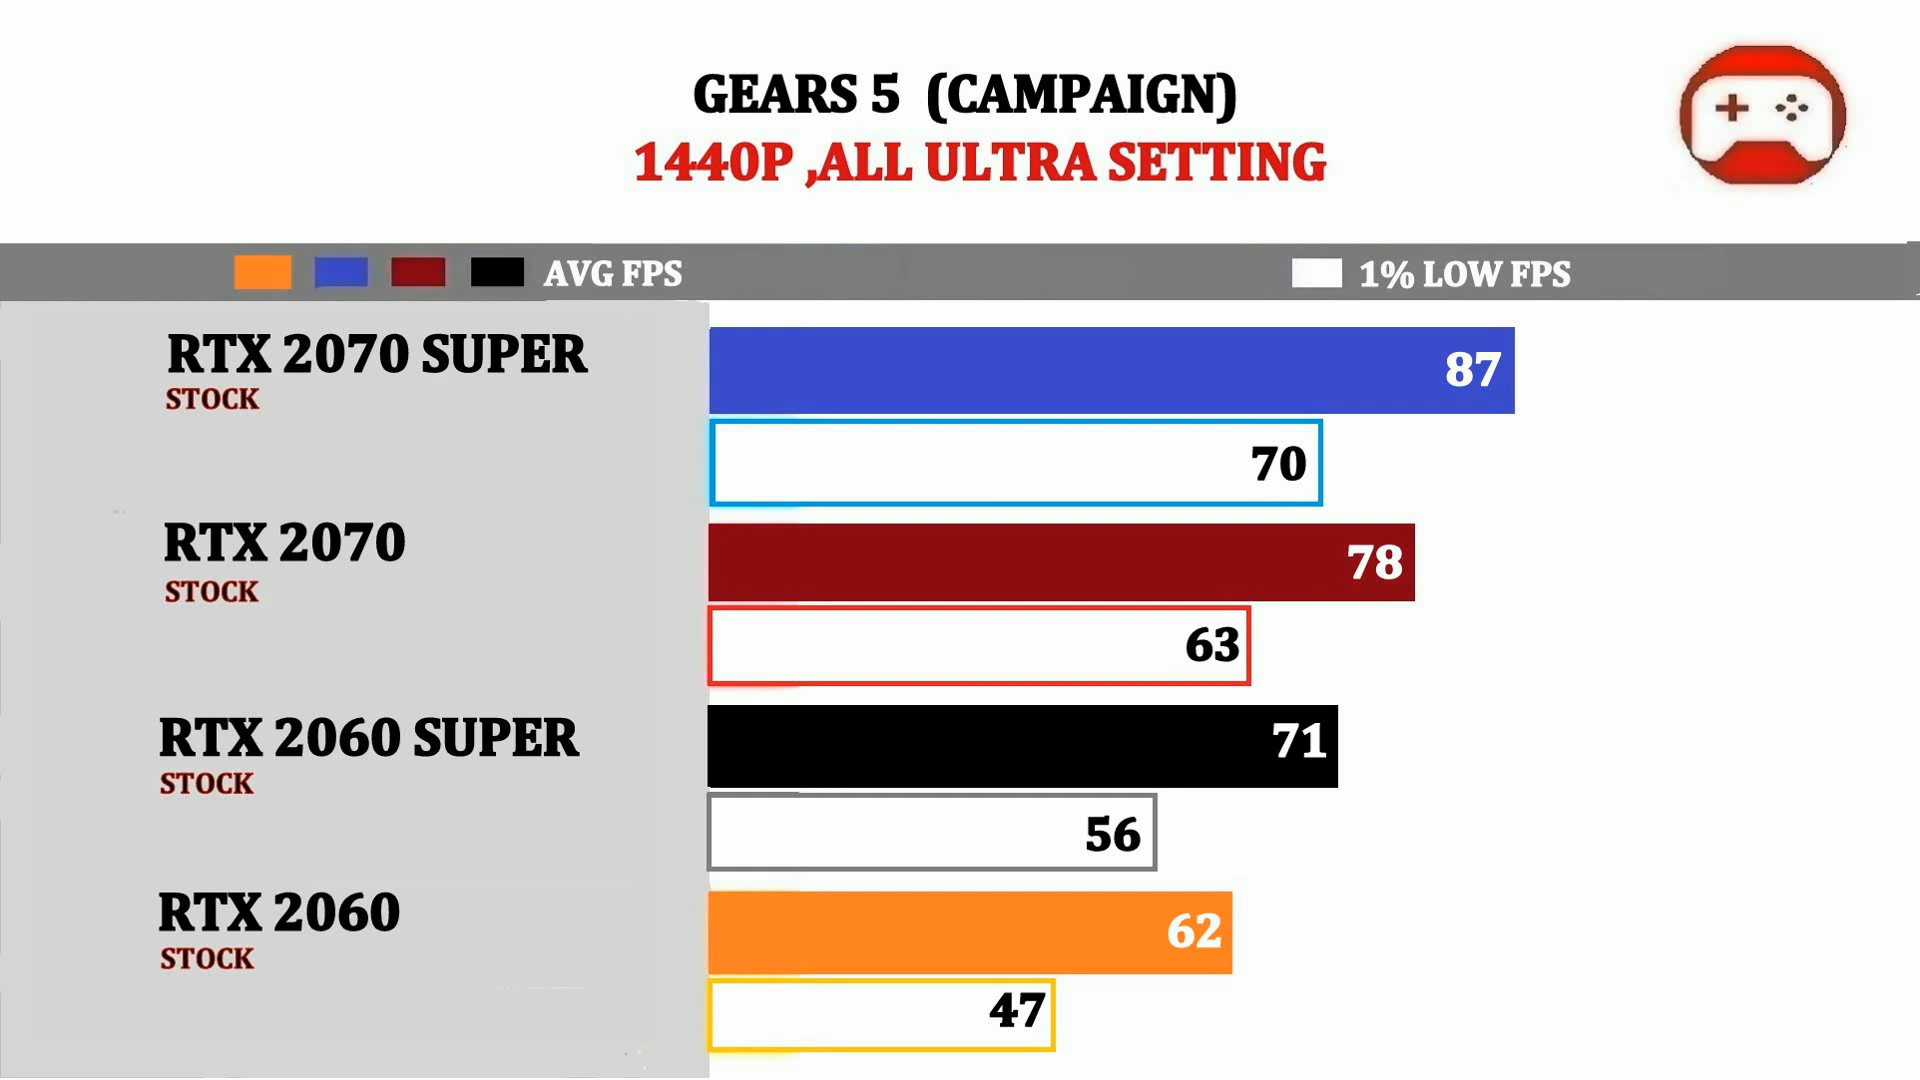 GEARS 5 (CAMPAIGN)
1440P ,ALL ULTRA SETTING
AVG FPS
1% LOW FPS
RTX 2070 SUPER
STOCK
87
70
RTX 2070
STOCK
78
63
RTX 2060 SUPER
STOCK
71
56
RTX 2060
STOCK
62
47